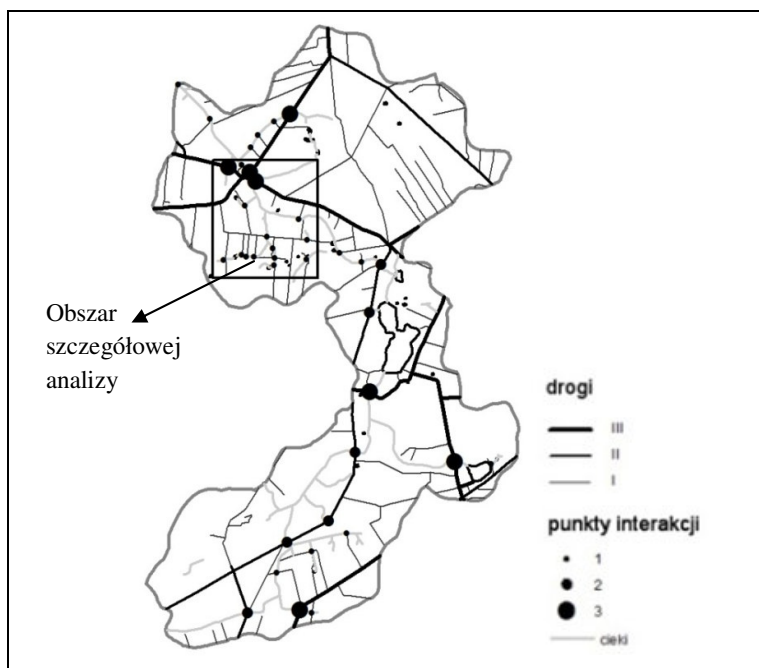 Obszar
szczegółowej
analizy
drogi
III
II
I
punkty interakcji
1
2
3
cieki